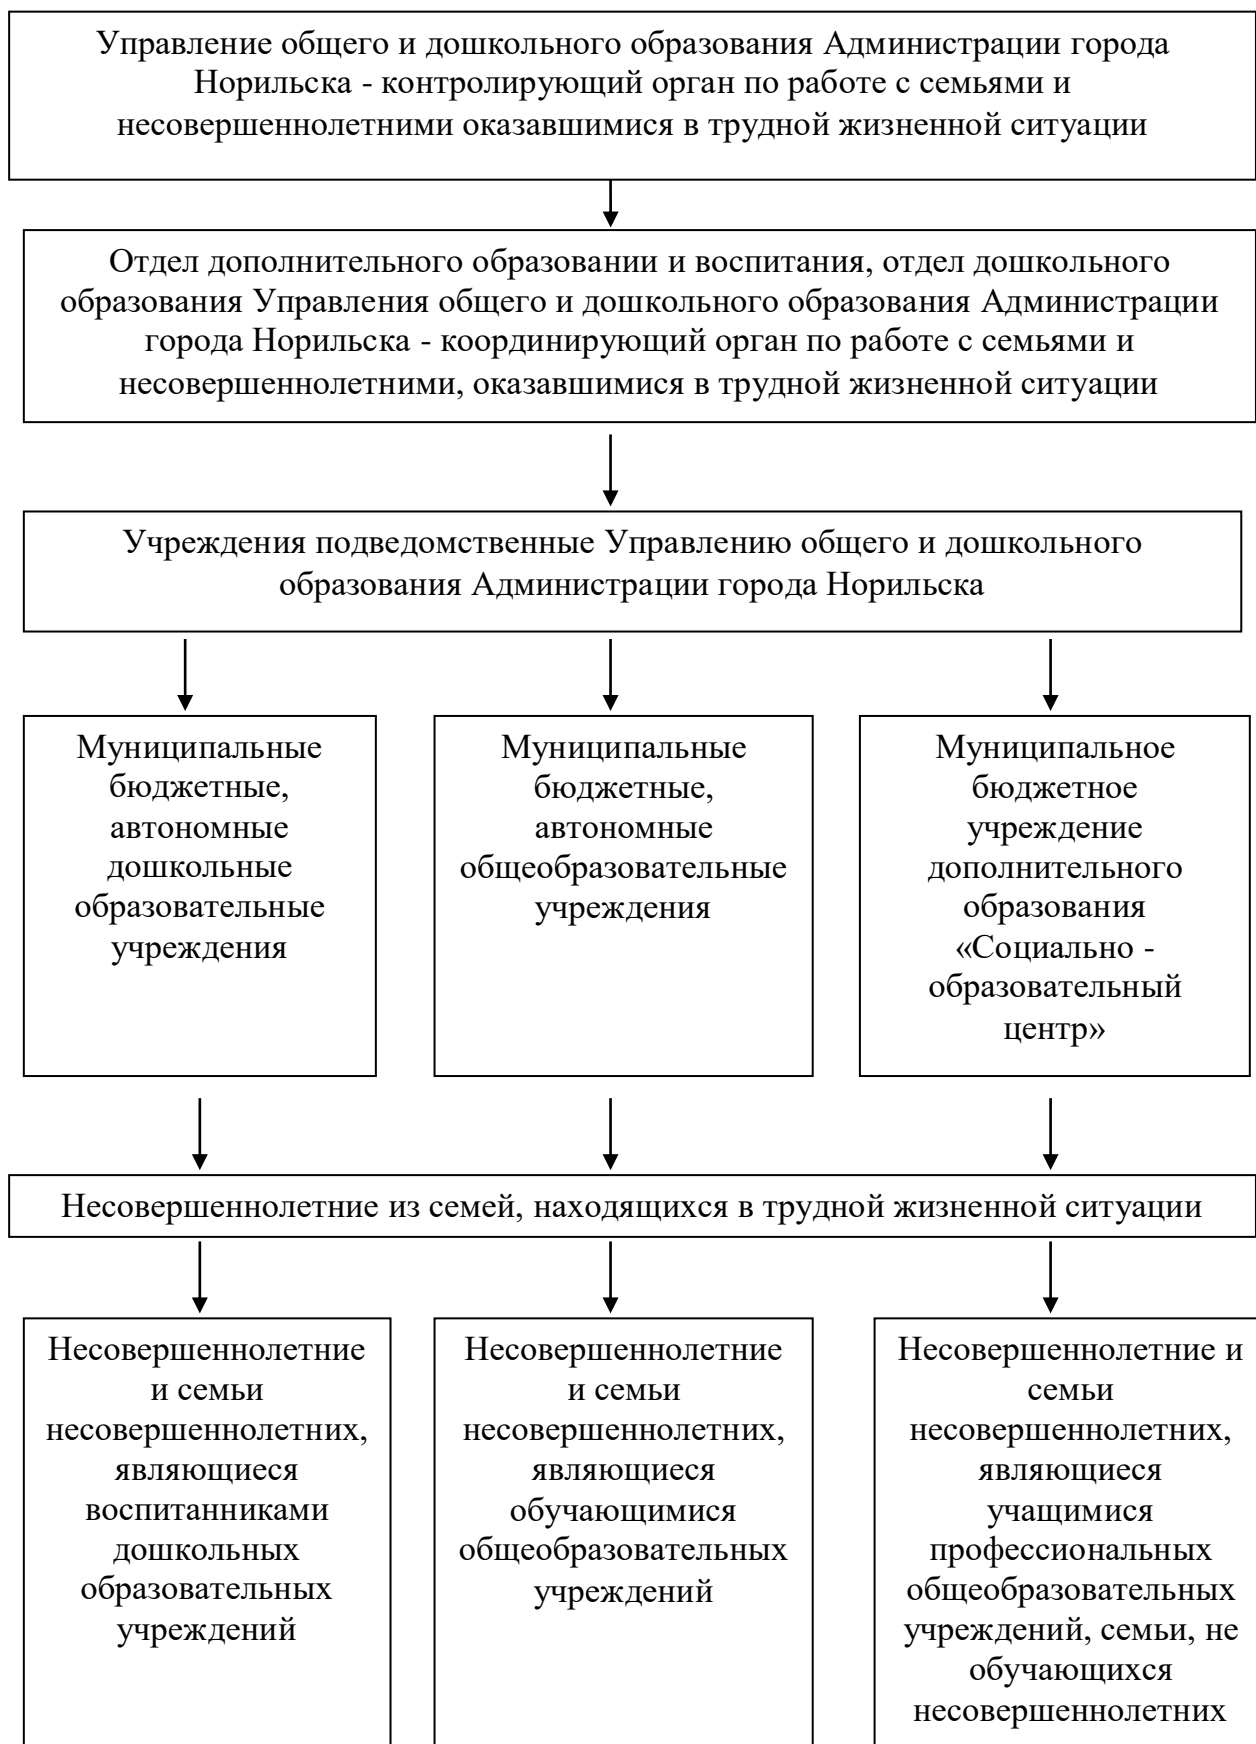 Управление общего и дошкольного образования Администрации города
Норильска - контролирующий орган по работе с семьями и
несовершеннолетними оказавшимися в трудной жизненной ситуации
Отдел дополнительного образовании и воспитания, отдел дошкольного
образования Управления общего и дошкольного образования Администрации
города Норильска - координирующий орган по работе с семьями и
несовершеннолетними, оказавшимися в трудной жизненной ситуации
Учреждения подведомственные Управлению общего и дошкольного
образования Администрации города Норильска
Муниципальные
бюджетные,
автономные
дошкольные
образовательные
учреждения
Муниципальные
бюджетные,
автономные
общеобразовательные
учреждения
Муниципальное
бюджетное
учреждение
дополнительного
образования
«Социально -
образовательный
центр»
Несовершеннолетние из семей, находящихся в трудной жизненной ситуации
Несовершеннолетние
и семьи
несовершеннолетних,
являющиеся
воспитанниками
дошкольных
образовательных
учреждений
Несовершеннолетние
и семьи
несовершеннолетних,
являющиеся
обучающимися
общеобразовательных
учреждений
Несовершеннолетние и
семьи
несовершеннолетних,
являющиеся
учащимися
профессиональных
общеобразовательных
учреждений, семьи, не
обучающихся
несовершеннолетних